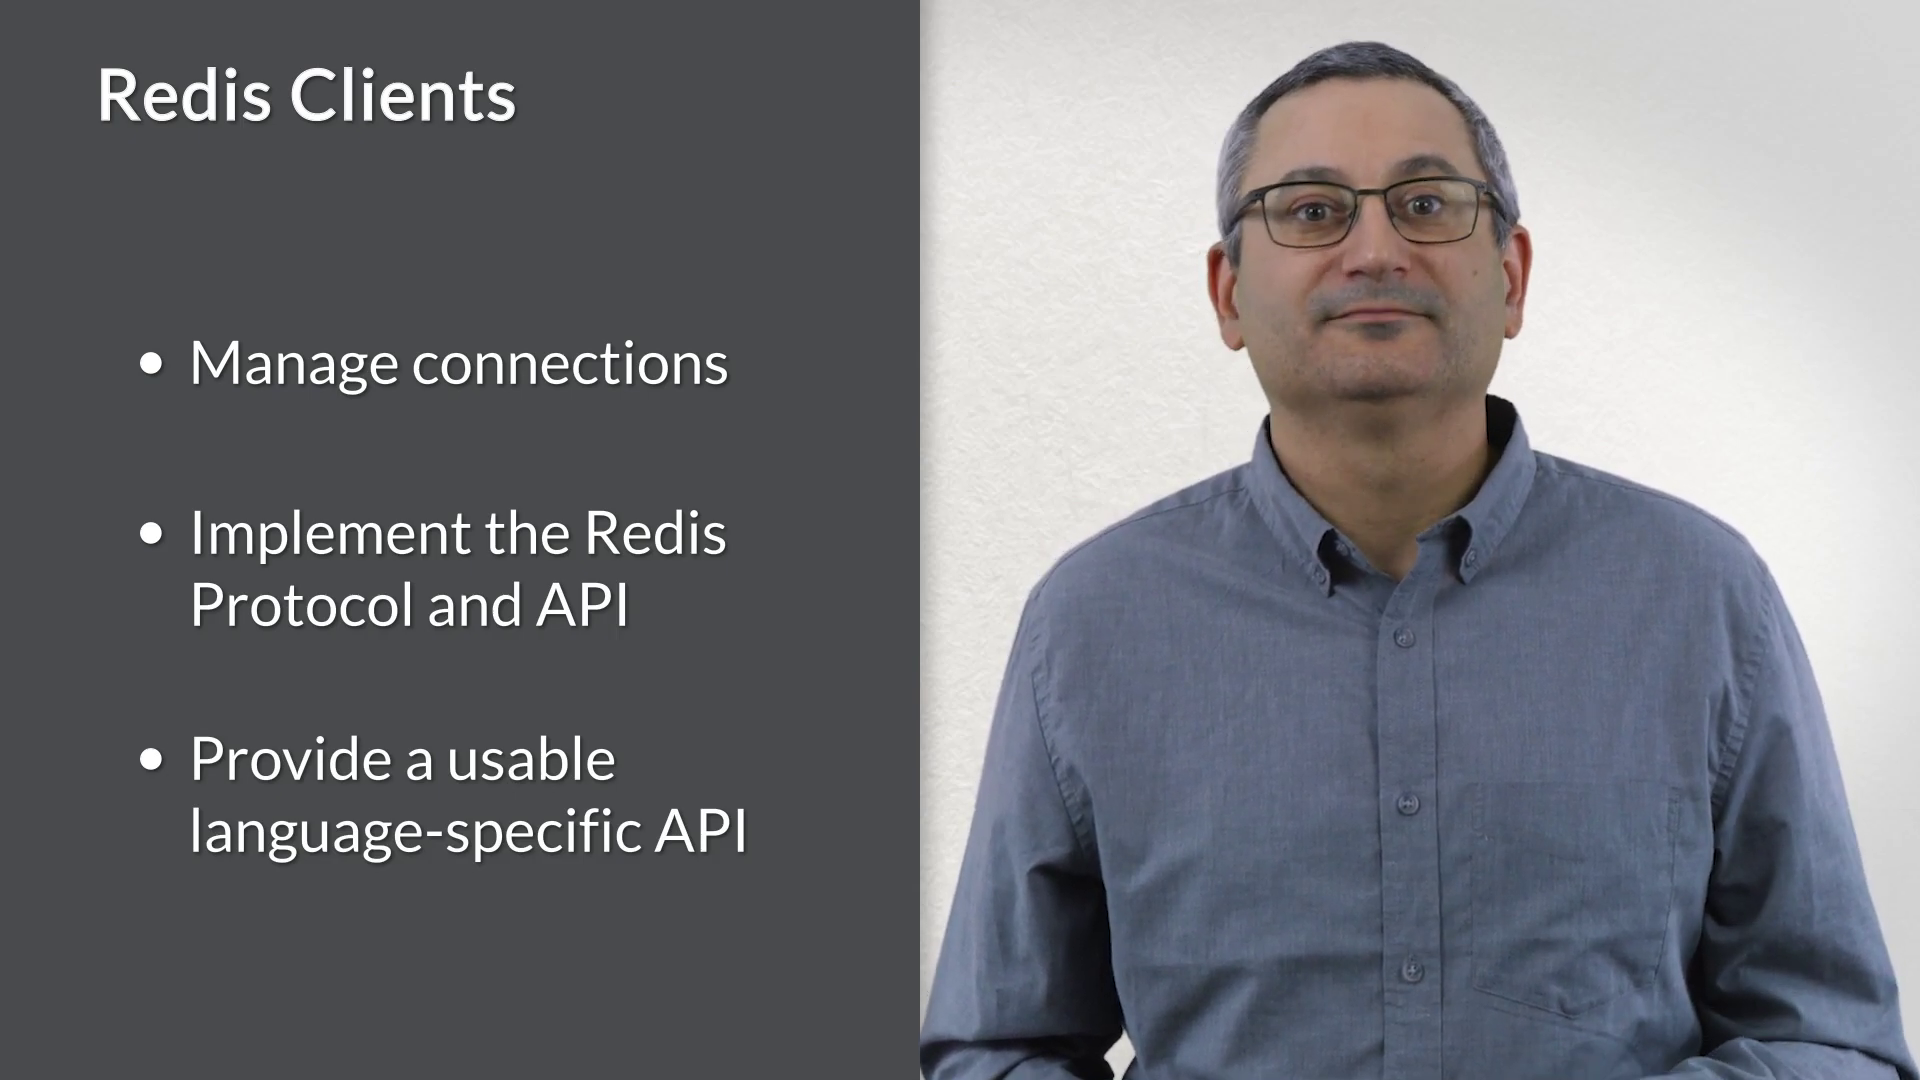 Redis Clients
• Manage connections
• Implement the Redis
Protocol and API
• Provide a usable
language-specific API